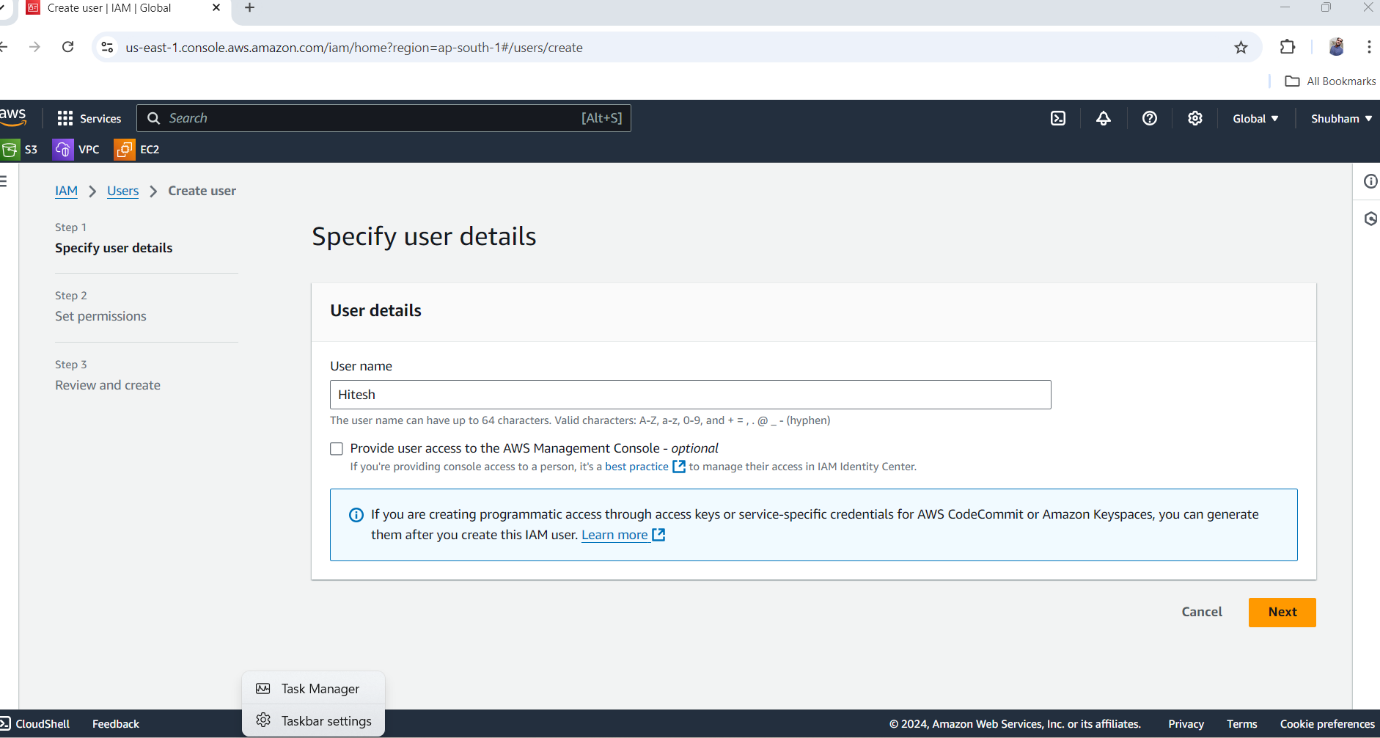 Create user | IAM | Global
us-east-1.console.aws.amazon.com/iam/home?region=ap-south-1#/users/create
All Bookmarks
aws
Services
Search
[Alt+S]
Global
Shubham
S3
VPC
EC2
IAM > Users > Create user
Step 1
Specify user details
Step 2
Set permissions
Step 3
Review and create
Specify user details
User details
User name
Hitesh
The user name can have up to 64 characters. Valid characters: A-Z, a-z, 0-9, and + = , . @ _ - (hyphen)
Provide user access to the AWS Management Console - optional
If you're providing console access to a person, it's a best practice to manage their access in IAM Identity Center.
If you are creating programmatic access through access keys or service-specific credentials for AWS CodeCommit or Amazon Keyspaces, you can generate
them after you create this IAM user. Learn more
Cancel
Next
Task Manager
Taskbar settings
CloudShell
Feedback
© 2024, Amazon Web Services, Inc. or its affiliates.
Privacy
Terms
Cookie preferences